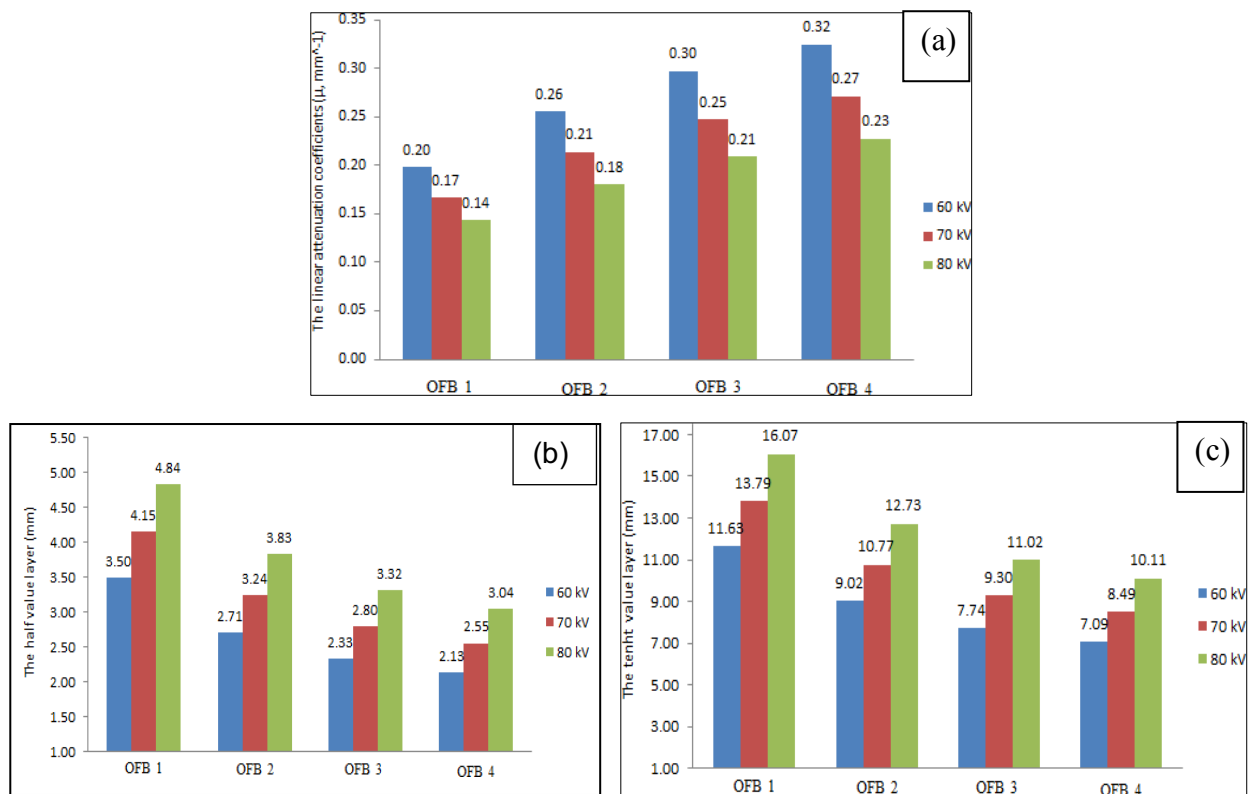 (a)
The linear attenuation coefficients (μ, mm^-1)
0.35
0.30
0.25
0.20
0.15
0.10
0.05
0.00
0.20
0.17
0.14
0.26
0.21
0.18
0.30
0.25
0.21
0.32
0.27
0.23
OFB 1
OFB 2
OFB 3
OFB 4
60 kV
70 kV
80 kV
(b)
The half value layer (mm)
5.50
5.00
4.50
4.00
3.50
3.00
2.50
2.00
1.50
1.00
3.50
4.15
4.84
2.71
3.24
3.83
2.33
2.80
3.32
2.13
2.55
3.04
OFB 1
OFB 2
OFB 3
OFB 4
60 kV
70 kV
80 kV
(c)
The tenht value layer (mm)
17.00
15.00
13.00
11.00
9.00
7.00
5.00
3.00
1.00
11.63
13.79
16.07
9.02
10.77
12.73
7.74
9.30
11.02
7.09
8.49
10.11
OFB 1
OFB 2
OFB 3
OFB 4
60 kV
70 kV
80 kV